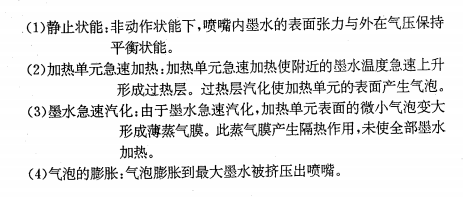 (1)静止状能:非动作状能下,喷嘴内墨水的表面张力与外在气压保持
平衡状能。
(2)加热单元急速加热:加热单元急速加热使附近的墨水温度急速上升
形成过热层。过热层汽化使加热单元的表面产生气泡。
(3)墨水急速汽化:由于墨水急速汽化,加热单元表面的微小气泡变大
形成薄蒸气膜。此蒸气膜产生隔热作用,未使全部墨水
加热。
(4)气泡的膨胀:气泡膨胀到最大墨水被挤压出喷嘴。